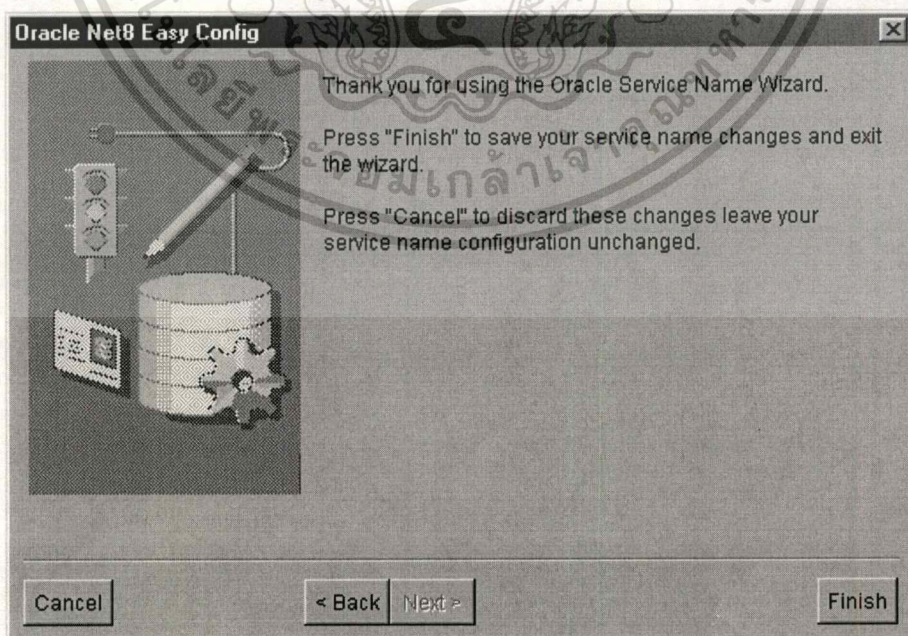 Oracle Net8 Easy Config
Thank you for using the Oracle Service Name Wizard.
Press "Finish" to save your service name changes and exit
the wizard.
Press "Cancel" to discard these changes leave your
service name configuration unchanged.
Cancel
< Back
Next >
Finish